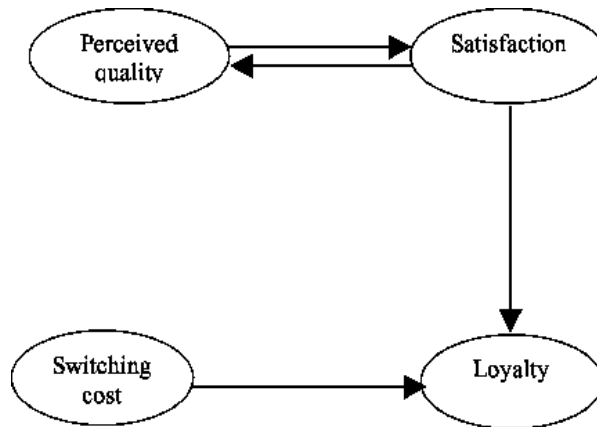 Perceived
quality
Satisfaction
Switching
cost
Loyalty